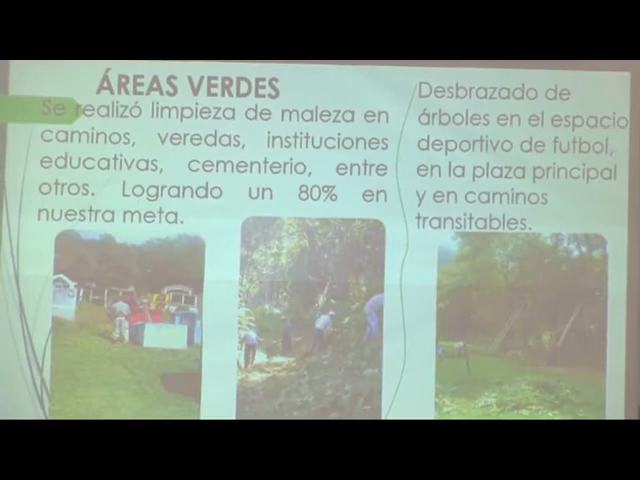 ÁREAS VERDES
Se realizó limpieza de maleza en
caminos, veredas, instituciones
educativas, cementerio, entre
otros. Logrando un 80% en
nuestra meta.
Desbrazado de
árboles en el espacio
deportivo de futbol,
en la plaza principal
y en caminos
transitables.